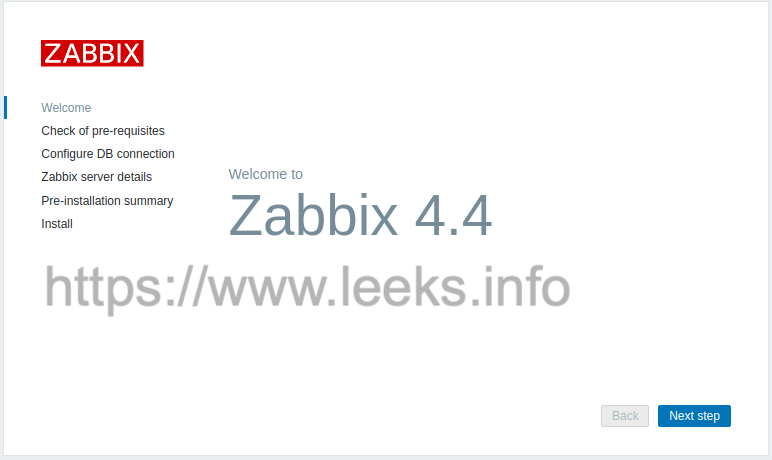 ZABBIX
Welcome
Check of pre-requisites
Configure DB connection
Zabbix server details
Pre-installation summary
Install
Welcome to
Zabbix 4.4
https://www.leeks.info
Back
Next step